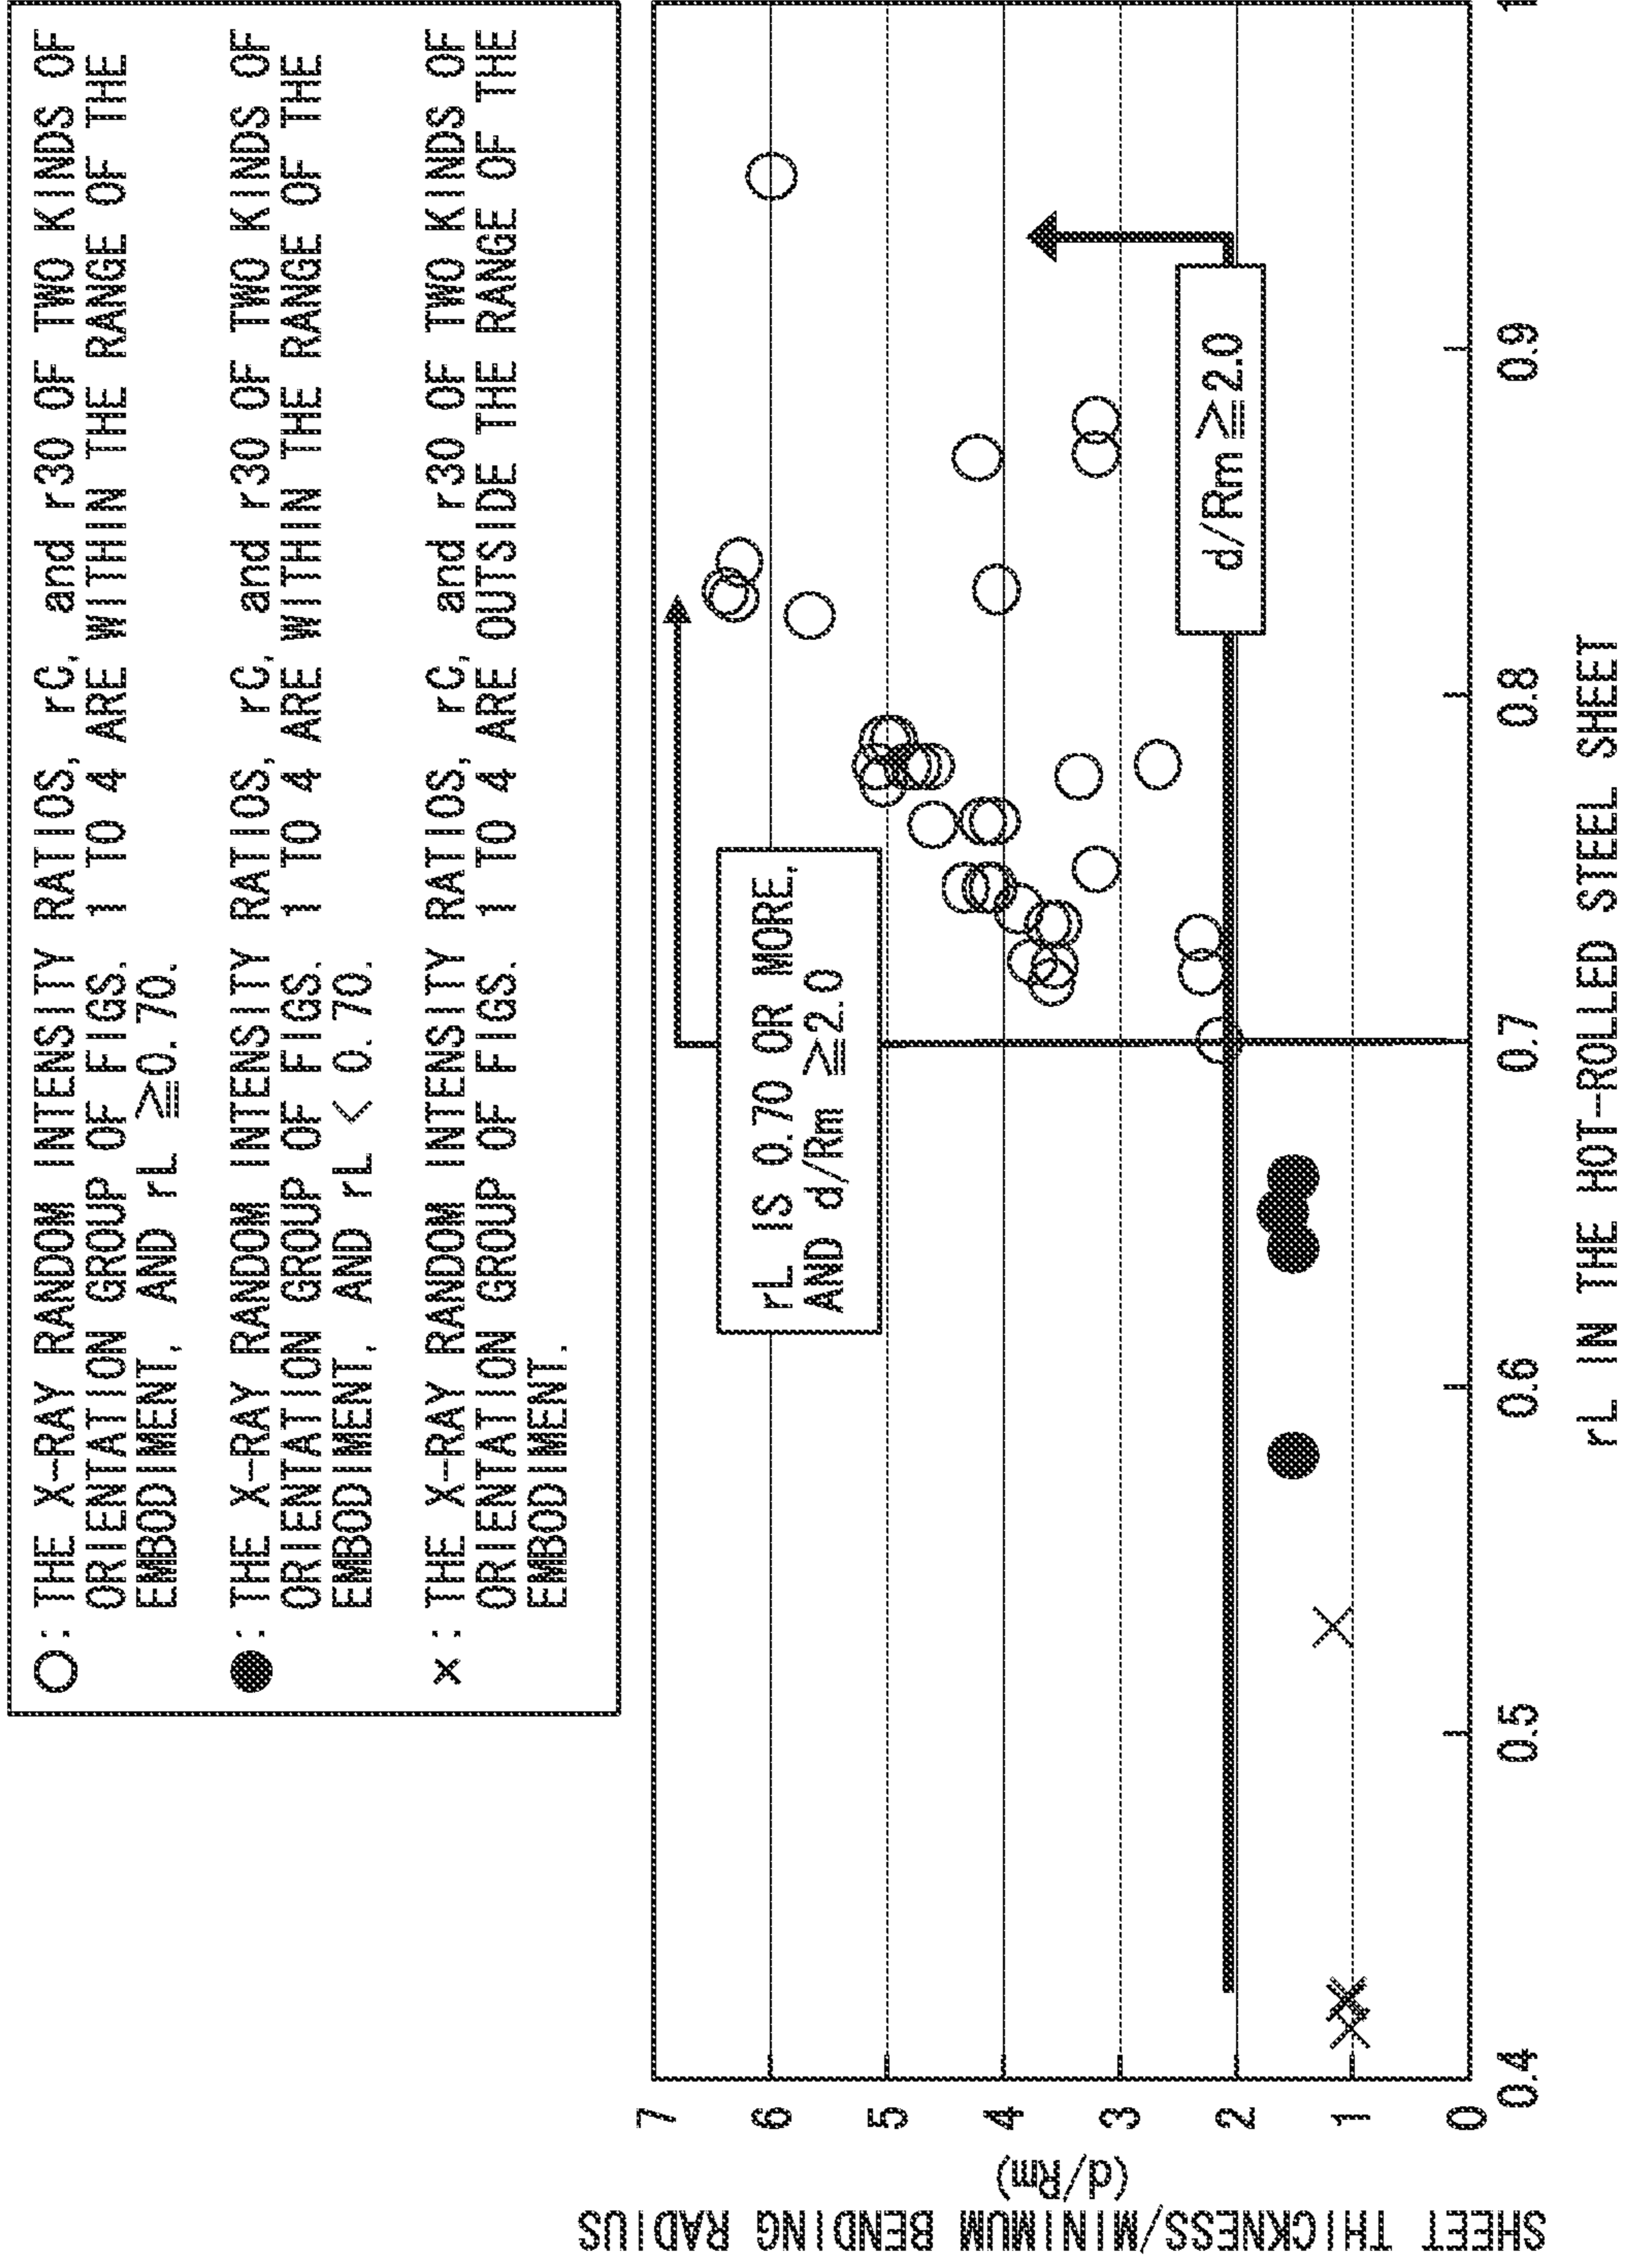 ○: THE X-RAY RANDOM INTENSITY RATIOS, rC, and r30 OF TWO KINDS OF
ORIENTATION GROUP OF FIGS. 1 TO 4 ARE WITHIN THE RANGE OF THE
EMBODIMENT, AND rL ≧0.70.
●: THE X-RAY RANDOM INTENSITY RATIOS, rC, and r30 OF TWO KINDS OF
ORIENTATION GROUP OF FIGS. 1 TO 4 ARE WITHIN THE RANGE OF THE
EMBODIMENT, AND rL < 0.70.
×: THE X-RAY RANDOM INTENSITY RATIOS, rC, and r30 OF TWO KINDS OF
ORIENTATION GROUP OF FIGS. 1 TO 4 ARE OUTSIDE THE RANGE OF THE
EMBODIMENT.
SHEET THICKNESS/MINIMUM BENDING RADIUS
(d/Rm)
7
6
5
4
3
2
1
0
rL IS 0.70 OR MORE,
AND d/Rm ≧2.0
d/Rm ≧2.0
0.4
0.5
0.6
0.7
0.8
0.9
1
rL IN THE HOT-ROLLED STEEL SHEET